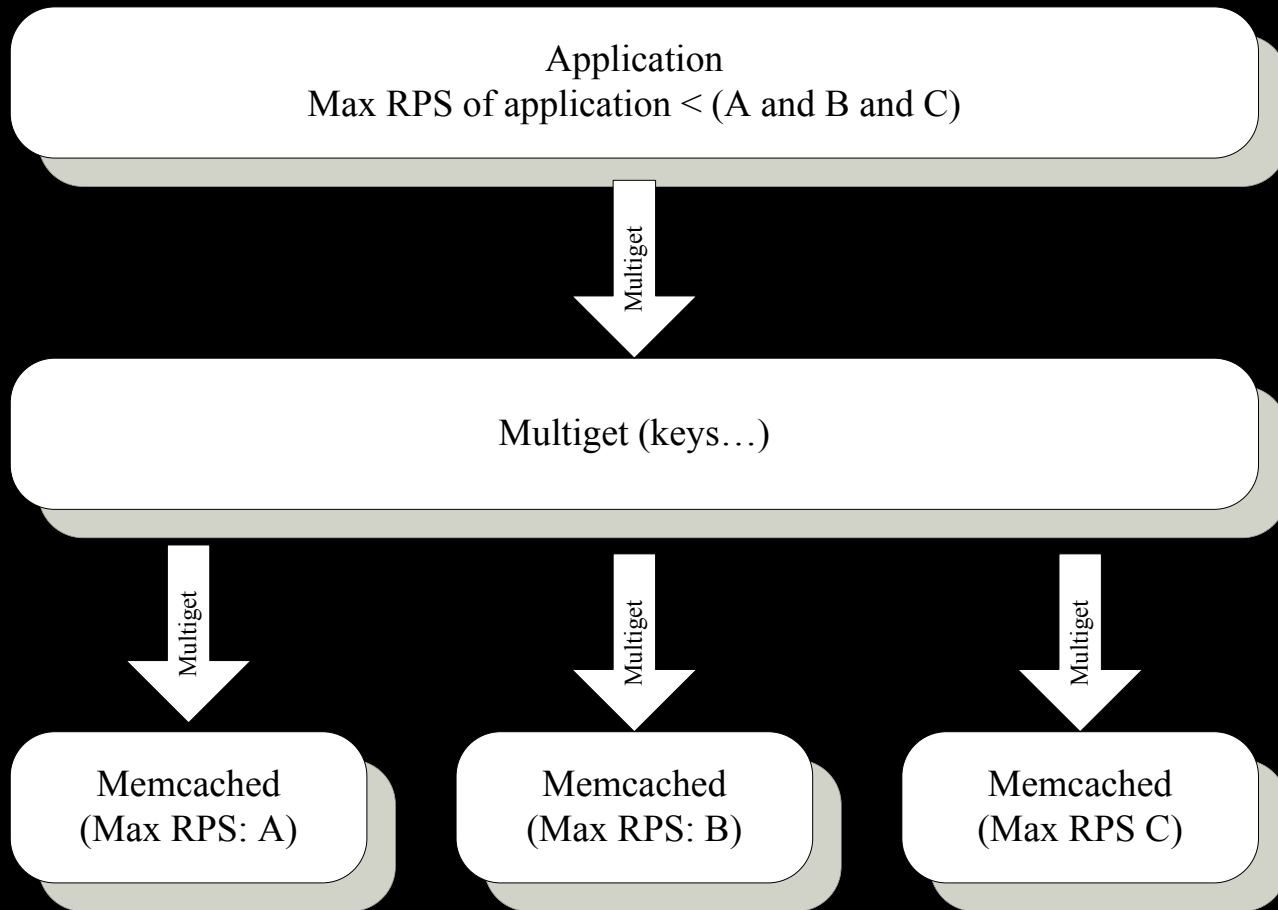 Application
Max RPS of application < (A and B and C)
Multiget
Multiget (keys…)
Multiget
Multiget
Multiget
Memcached
(Max RPS: A)
Memcached
(Max RPS: B)
Memcached
(Max RPS C)